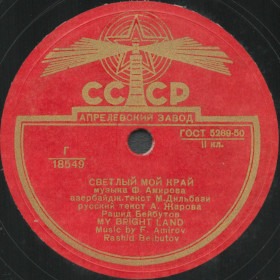 СССР
АПРЕЛЕВСКИЙ ЗАВОД
Г
18549
ГОСТ 5289-50
II кл.
СВЕТЛЫЙ МОЙ КРАЙ
музыка Ф. Амирова
азербайдж.текст М.Дильбази
русский текст А. Жарова
Рашид Бейбутов
MY BRIGHT LAND
Music by F. Amirov
Rashid Beibutov